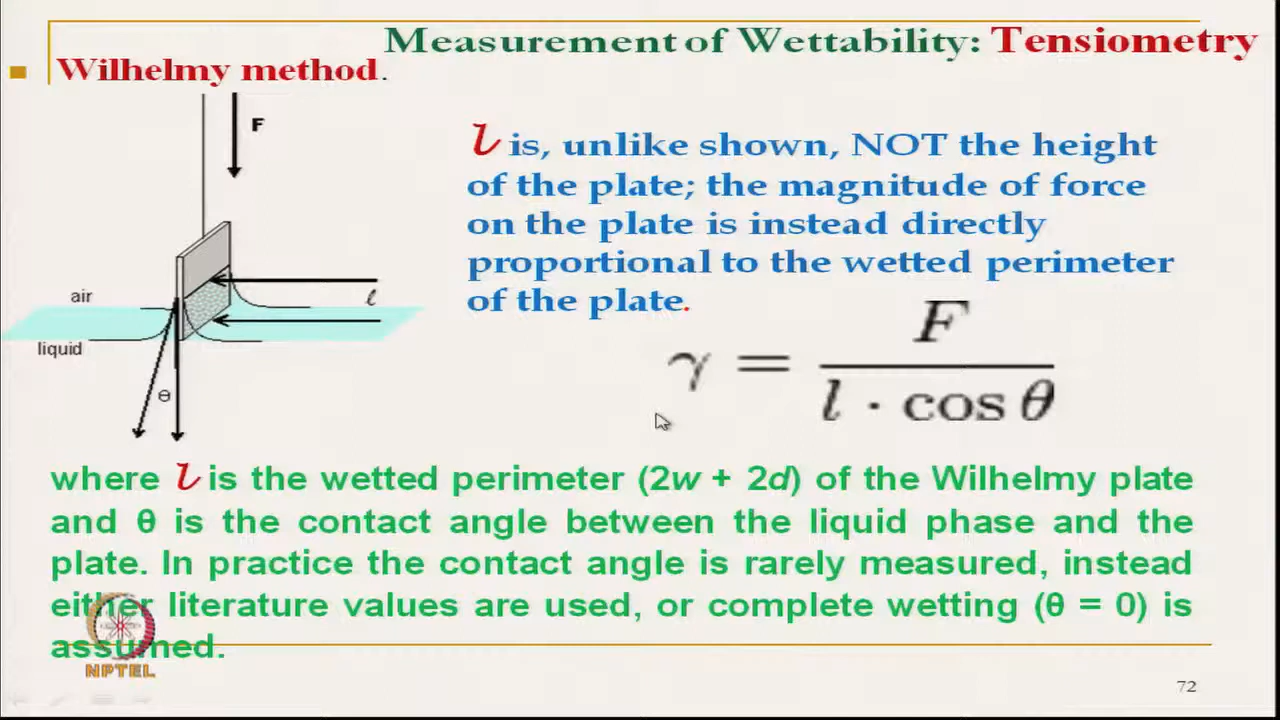 Measurement of Wettability: Tensiometry
Wilhelmy method.
F
air
liquid
ℓ
θ
l is, unlike shown, NOT the height
of the plate; the magnitude of force
on the plate is instead directly
proportional to the wetted perimeter
of the plate.
γ = F / l · cos θ
where l is the wetted perimeter (2w + 2d) of the Wilhelmy plate
and θ is the contact angle between the liquid phase and the
plate. In practice the contact angle is rarely measured, instead
either literature values are used, or complete wetting (θ = 0) is
assumed.
NPTEL
72